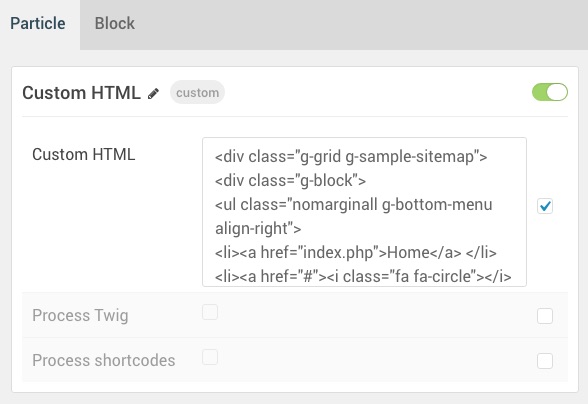 Particle Block
Custom HTML custom
Custom HTML
<div class="g-grid g-sample-sitemap">
<div class="g-block">
<ul class="nomarginall g-bottom-menu
align-right">
<li><a href="index.php">Home</a> </li>
<li><a href="#"><i class="fa fa-circle"></i>
Process Twig
Process shortcodes